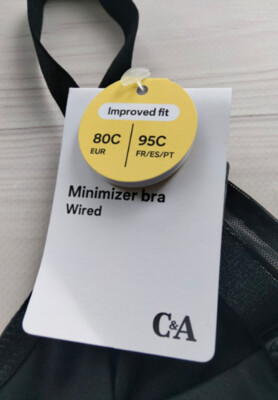 Improved fit
80C 95C
EUR FR/ES/PT
Minimizer bra
Wired
C&A